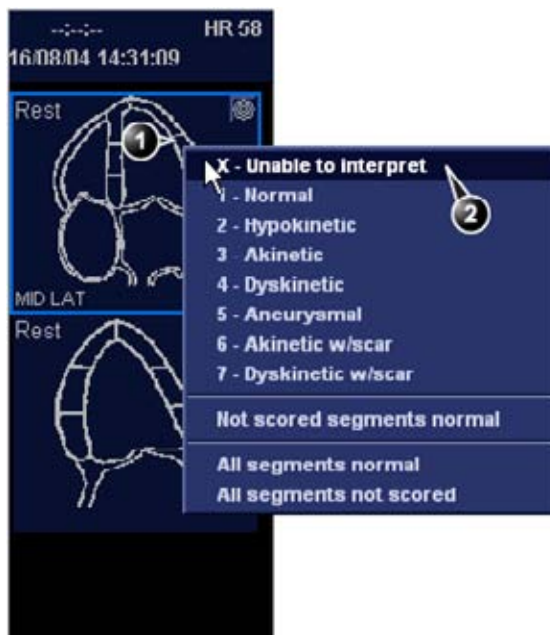 --:--:-- HR 58
16/08/04 14:31:09
Rest
1
MID LAT
Rest
X - Unable to interpret
1 - Normal
2 - Hypokinetic
3 - Akinetic
4 - Dyskinetic
5 - Aneurysmal
6 - Akinetic w/scar
7 - Dyskinetic w/scar
Not scored segments normal
All segments normal
All segments not scored
2